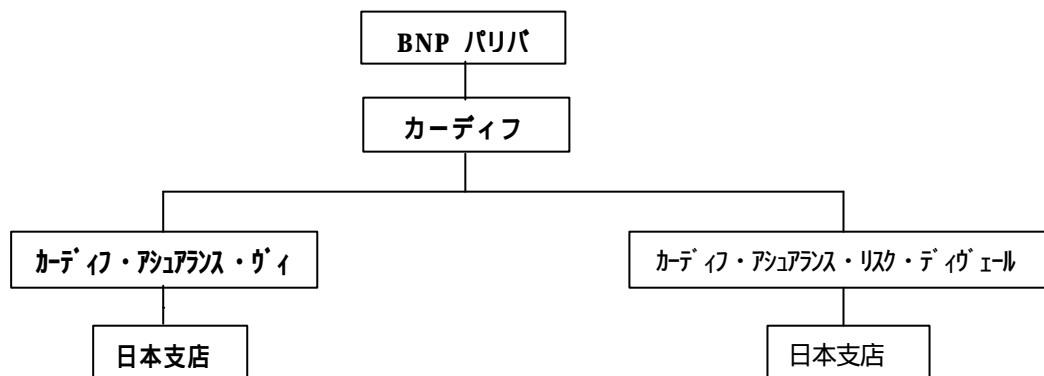 BNP パリバ
カーディフ
ｶｰﾃﾞｨﾌ・ｱｼｭｱﾗﾝｽ・ｳﾞｨ
ｶｰﾃﾞｨﾌ・ｱｼｭｱﾗﾝｽ・ﾘｽｸ・ﾃﾞｨｳﾞｪｰﾙ
日本支店
日本支店